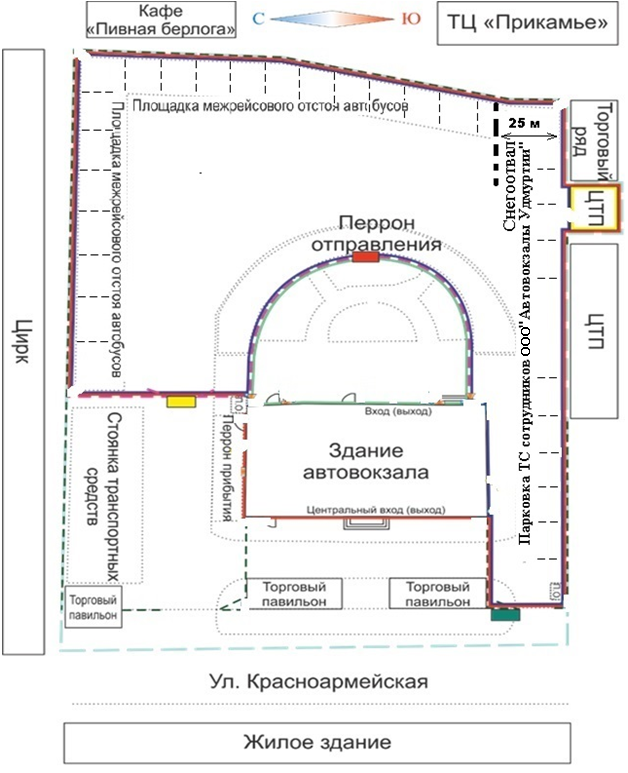 Кафе
«Пивная берлога»
С
Ю
ТЦ «Прикамье»
Площадка межрейсового отстоя автобусов
25 м
Торговый
ряд
Площадка межрейсового отстоя автобусов
Снегоотвал
Парковка ТС сотрудников ООО"Автовокзалы Удмуртии"
ЦТП
Перрон
отправления
ЦТП
Цирк
Вход (выход)
П.О.
Стоянка транспортных
средств
Перрон прибытия
Здание
автовокзала
Центральный вход (выход)
Торговый
павильон
Торговый
павильон
Торговый
павильон
П.О.
Ул. Красноармейская
Жилое здание